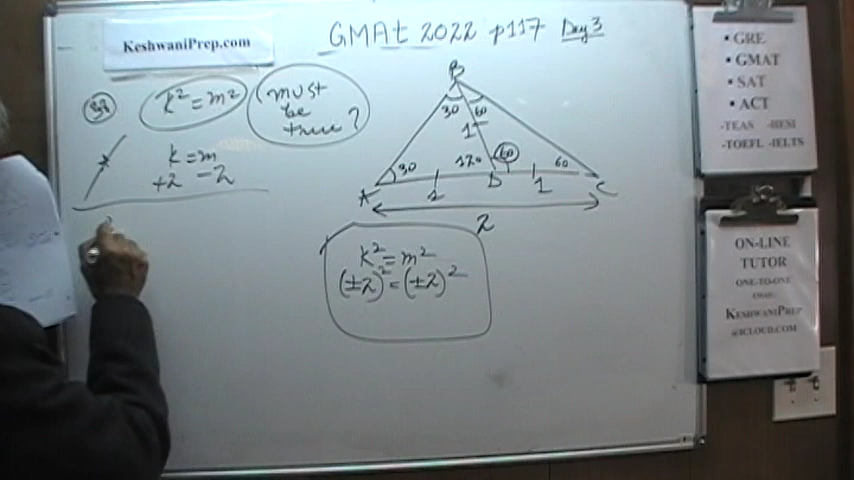 KeshwaniPrep.com
GMAt 2022 p117 Day 3
38
k² = m²
(must
be
true?
k = m
+2 -2
B
30 60
1
30 120 60 60
A 1 D 1 C
2
k² = m²
(±2)² = (±2)²
▪ GRE
▪ GMAT
▪ SAT
▪ ACT
-TEAS -HESI
-TOEFL -IELTS
ON-LINE
TUTOR
ONE-TO-ONE
KESHWANIPREP
@ICLOUD.COM